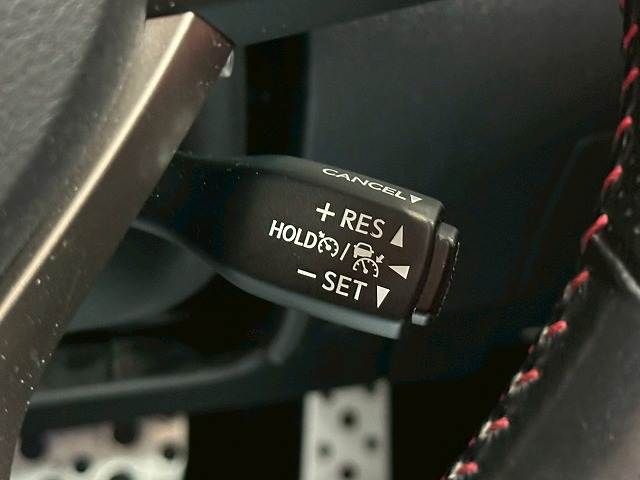 CANCEL▼
+ RES ▲
HOLD /
− SET ▼